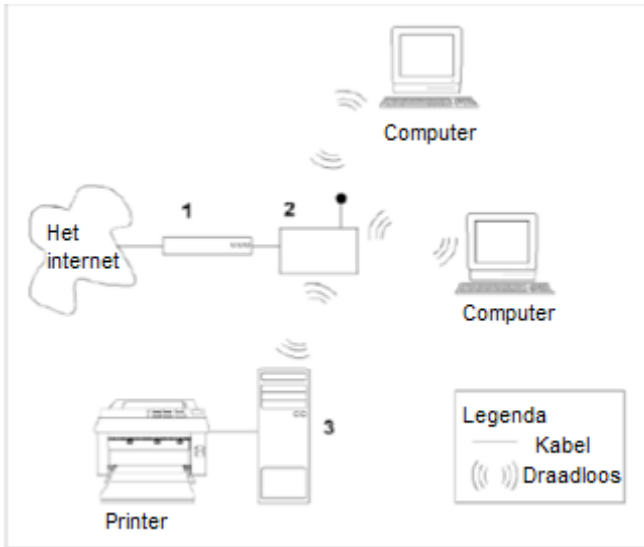 Computer
1
2
Het
internet
Computer
3
Printer
Legenda
Kabel
Draadloos